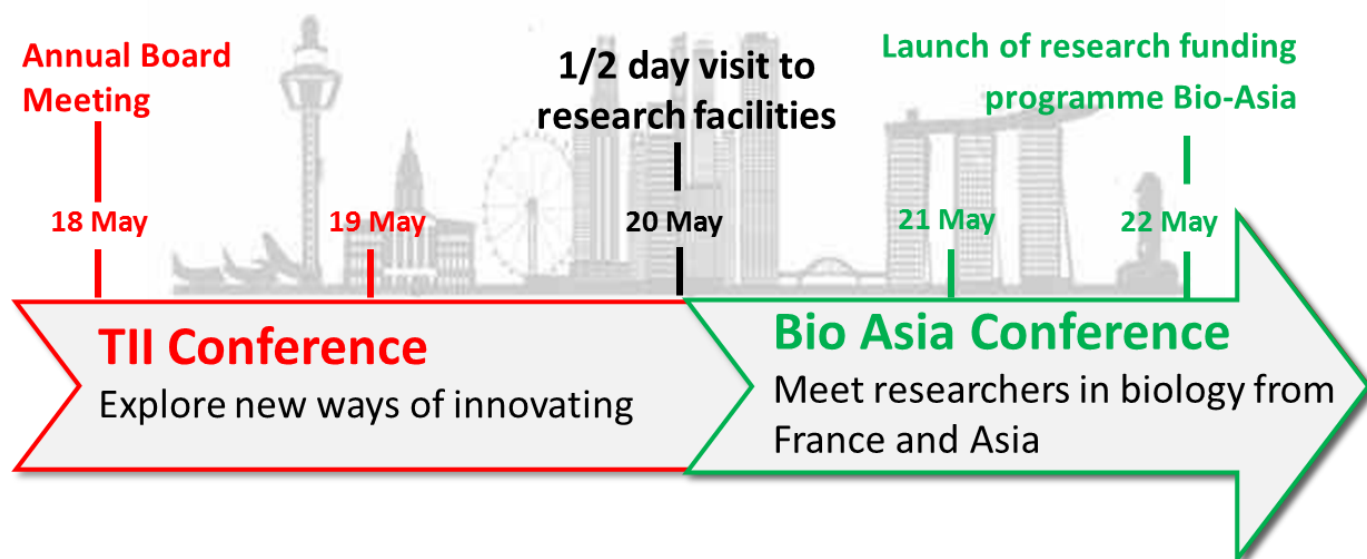 Annual Board
Meeting
1/2 day visit to
research facilities
Launch of research funding
programme Bio-Asia
18 May
19 May
20 May
21 May
22 May
TII Conference
Explore new ways of innovating
Bio Asia Conference
Meet researchers in biology from
France and Asia